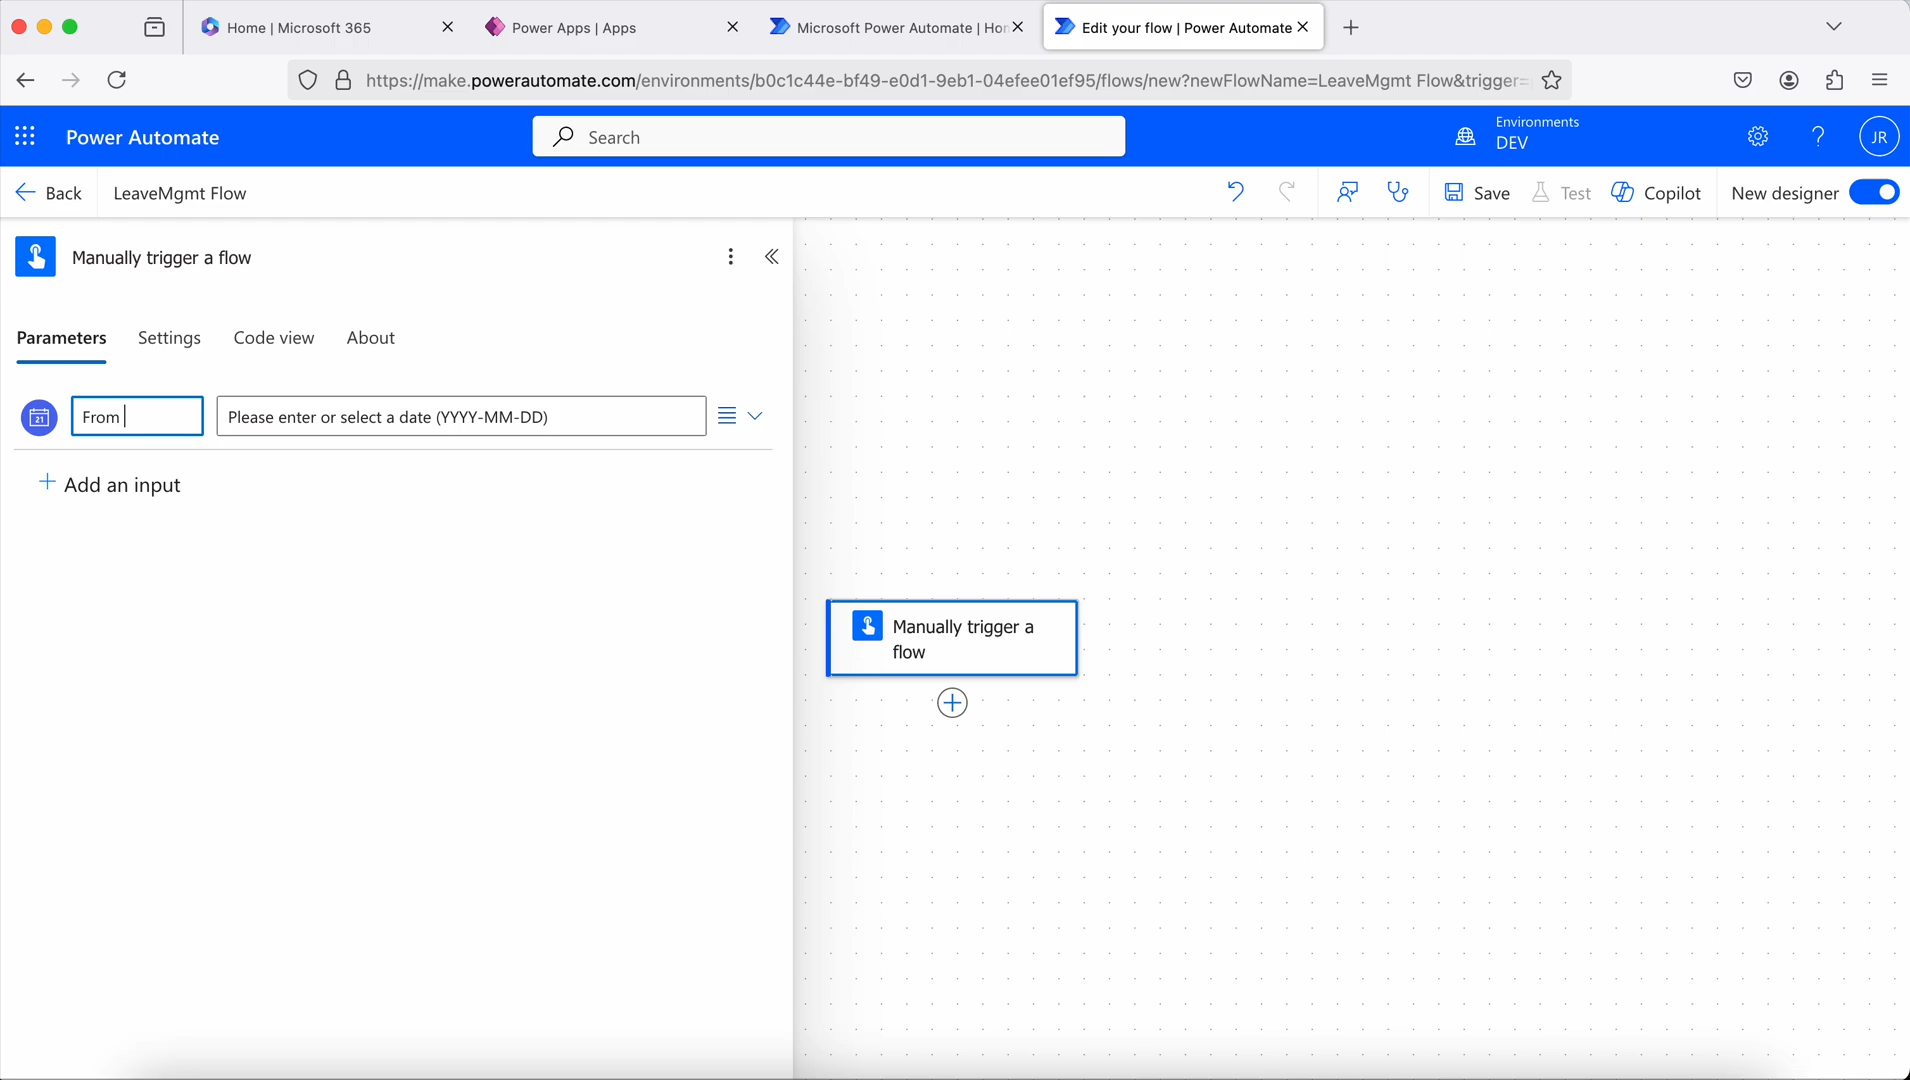 Home | Microsoft 365
Power Apps | Apps
Microsoft Power Automate | Hor
Edit your flow | Power Automate
https://make.powerautomate.com/environments/b0c1c44e-bf49-e0d1-9eb1-04efee01ef95/flows/new?newFlowName=LeaveMgmt Flow&trigger=
Power Automate
Search
Environments
DEV
JR
Back
LeaveMgmt Flow
Save
Test
Copilot
New designer
Manually trigger a flow
Parameters
Settings
Code view
About
21
From
Please enter or select a date (YYYY-MM-DD)
Add an input
Manually trigger a
flow